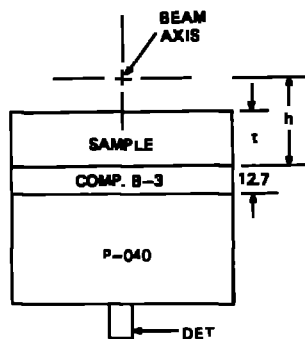 BEAM
AXIS
h
τ
SAMPLE
COMP. B-3
12.7
P-040
DET